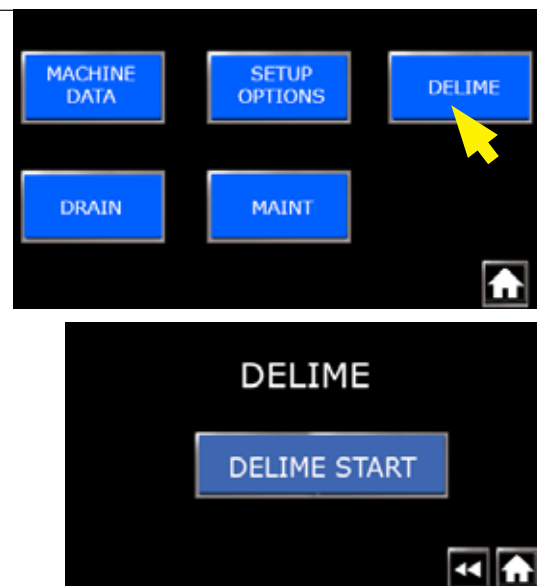 MACHINE
DATA
SETUP
OPTIONS
DELIME
DRAIN
MAINT
DELIME
DELIME START